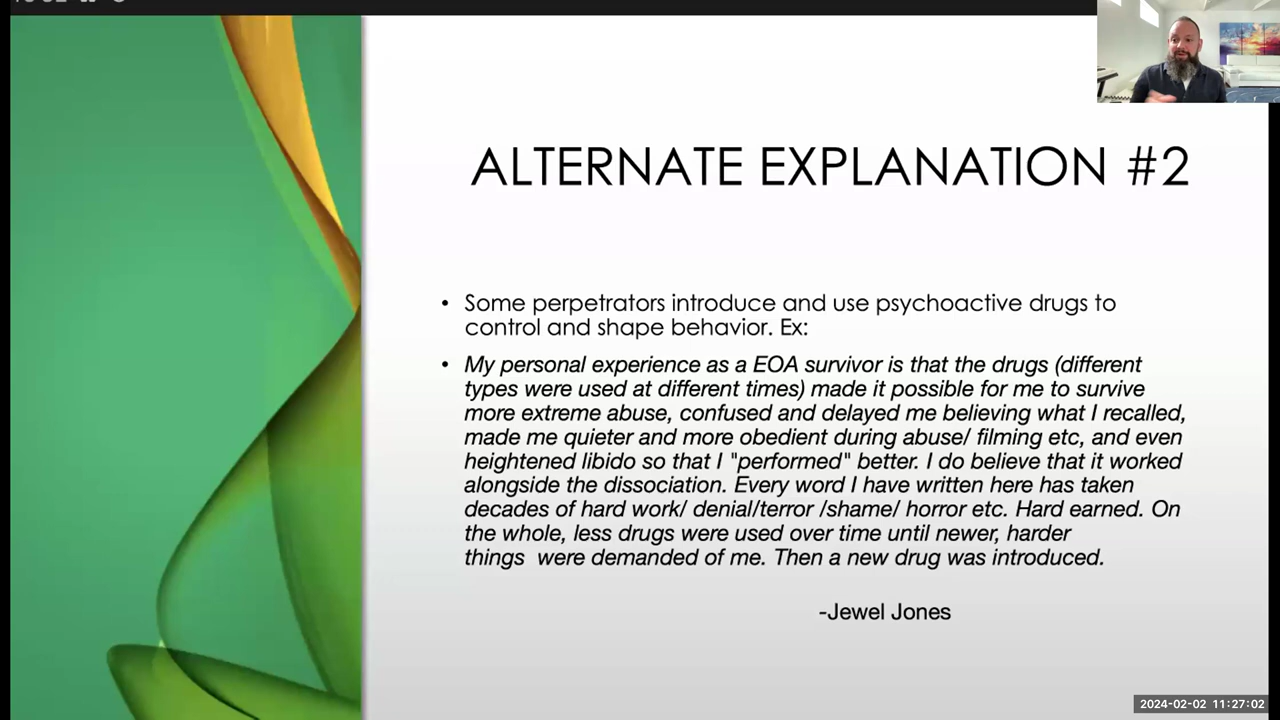 ALTERNATE EXPLANATION #2
• Some perpetrators introduce and use psychoactive drugs to
control and shape behavior. Ex:
• My personal experience as a EOA survivor is that the drugs (different
types were used at different times) made it possible for me to survive
more extreme abuse, confused and delayed me believing what I recalled,
made me quieter and more obedient during abuse/ filming etc, and even
heightened libido so that I "performed" better. I do believe that it worked
alongside the dissociation. Every word I have written here has taken
decades of hard work/ denial/terror /shame/ horror etc. Hard earned. On
the whole, less drugs were used over time until newer, harder
things  were demanded of me. Then a new drug was introduced.
-Jewel Jones
2024-02-02 11:27:02